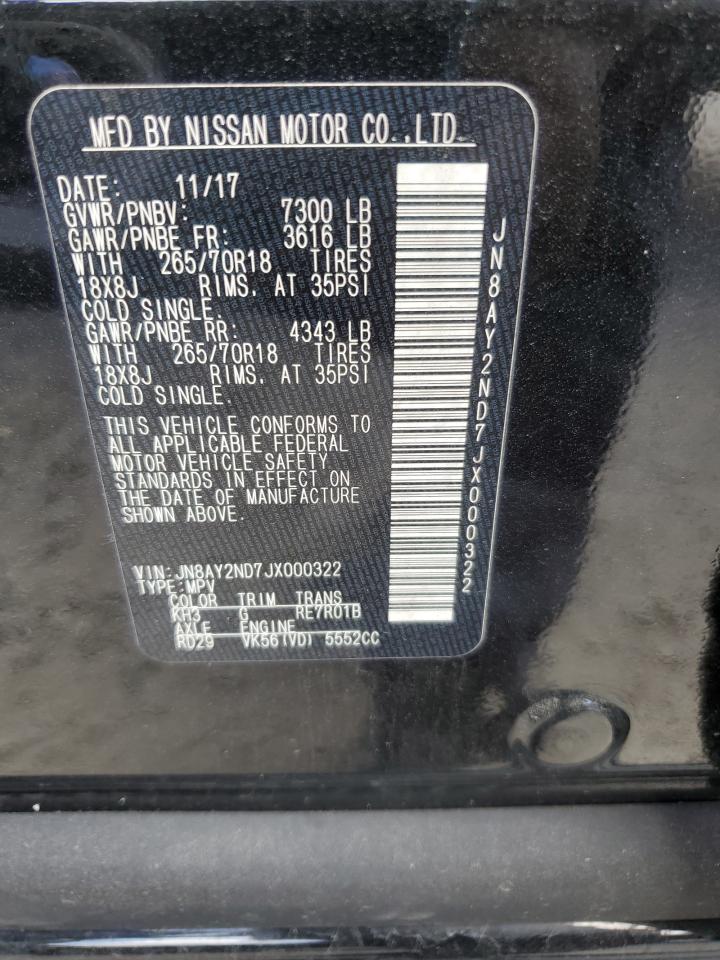 MFD BY NISSAN MOTOR CO.,LTD.
DATE: 11/17
GVWR/PNBV: 7300 LB
GAWR/PNBE FR: 3616 LB
WITH 265/70R18 TIRES
18X8J RIMS, AT 35PSI
COLD SINGLE.
GAWR/PNBE RR: 4343 LB
WITH 265/70R18 TIRES
18X8J RIMS, AT 35PSI
COLD SINGLE.
THIS VEHICLE CONFORMS TO
ALL APPLICABLE FEDERAL
MOTOR VEHICLE SAFETY
STANDARDS IN EFFECT ON
THE DATE OF MANUFACTURE
SHOWN ABOVE.
VIN:JN8AY2ND7JX000322
TYPE:MPV
COLOR TRIM TRANS
KH3 G RE7R01B
AXLE ENGINE
RD29 VK56(VD) 5552CC
JN8AY2ND7JX000322